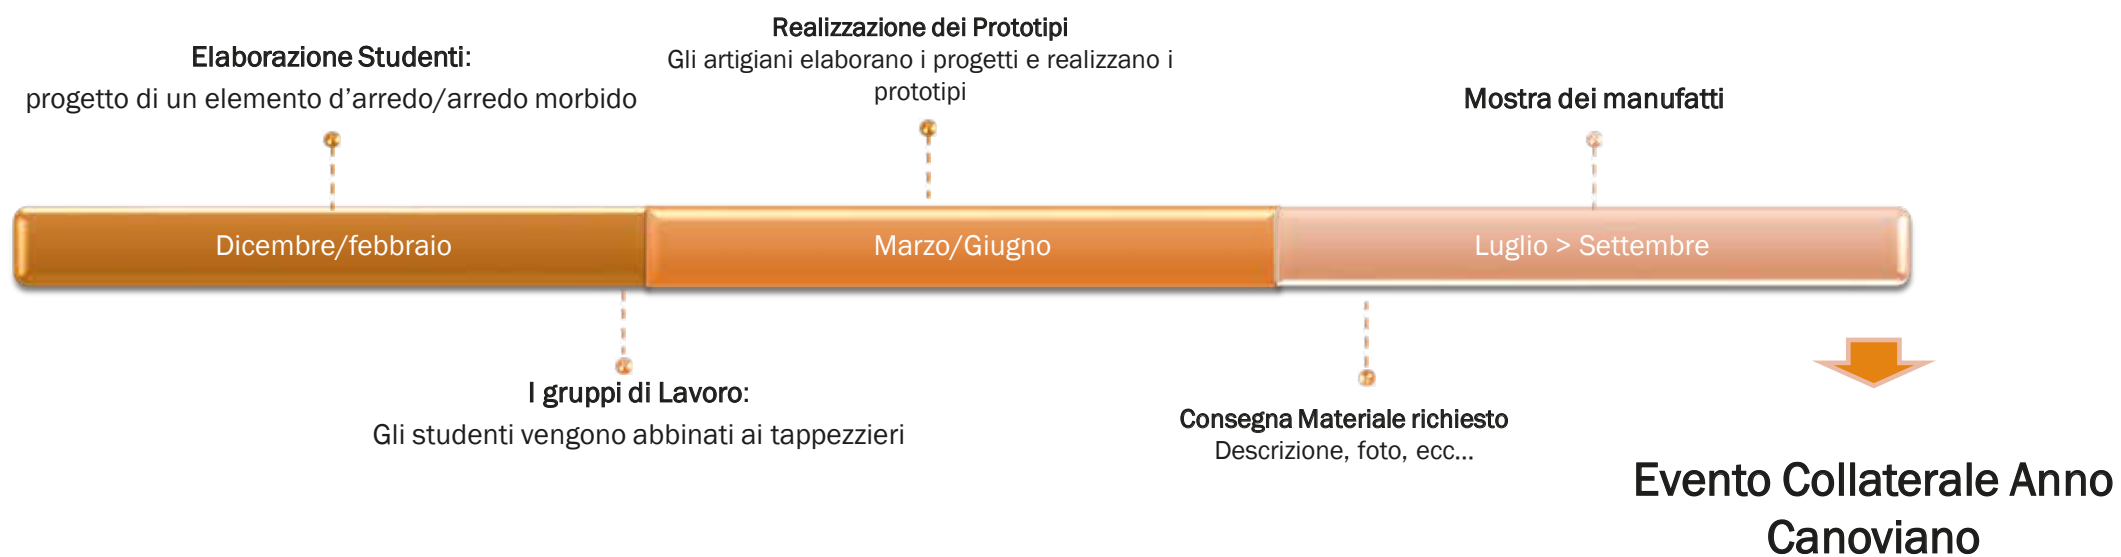 Elaborazione Studenti:
progetto di un elemento d'arredo/arredo morbido
Realizzazione dei Prototipi
Gli artigiani elaborano i progetti e realizzano i
prototipi
Mostra dei manufatti
Dicembre/febbraio
Marzo/Giugno
Luglio > Settembre
I gruppi di Lavoro:
Gli studenti vengono abbinati ai tappezzieri
Consegna Materiale richiesto
Descrizione, foto, ecc...
Evento Collaterale Anno
Canoviano